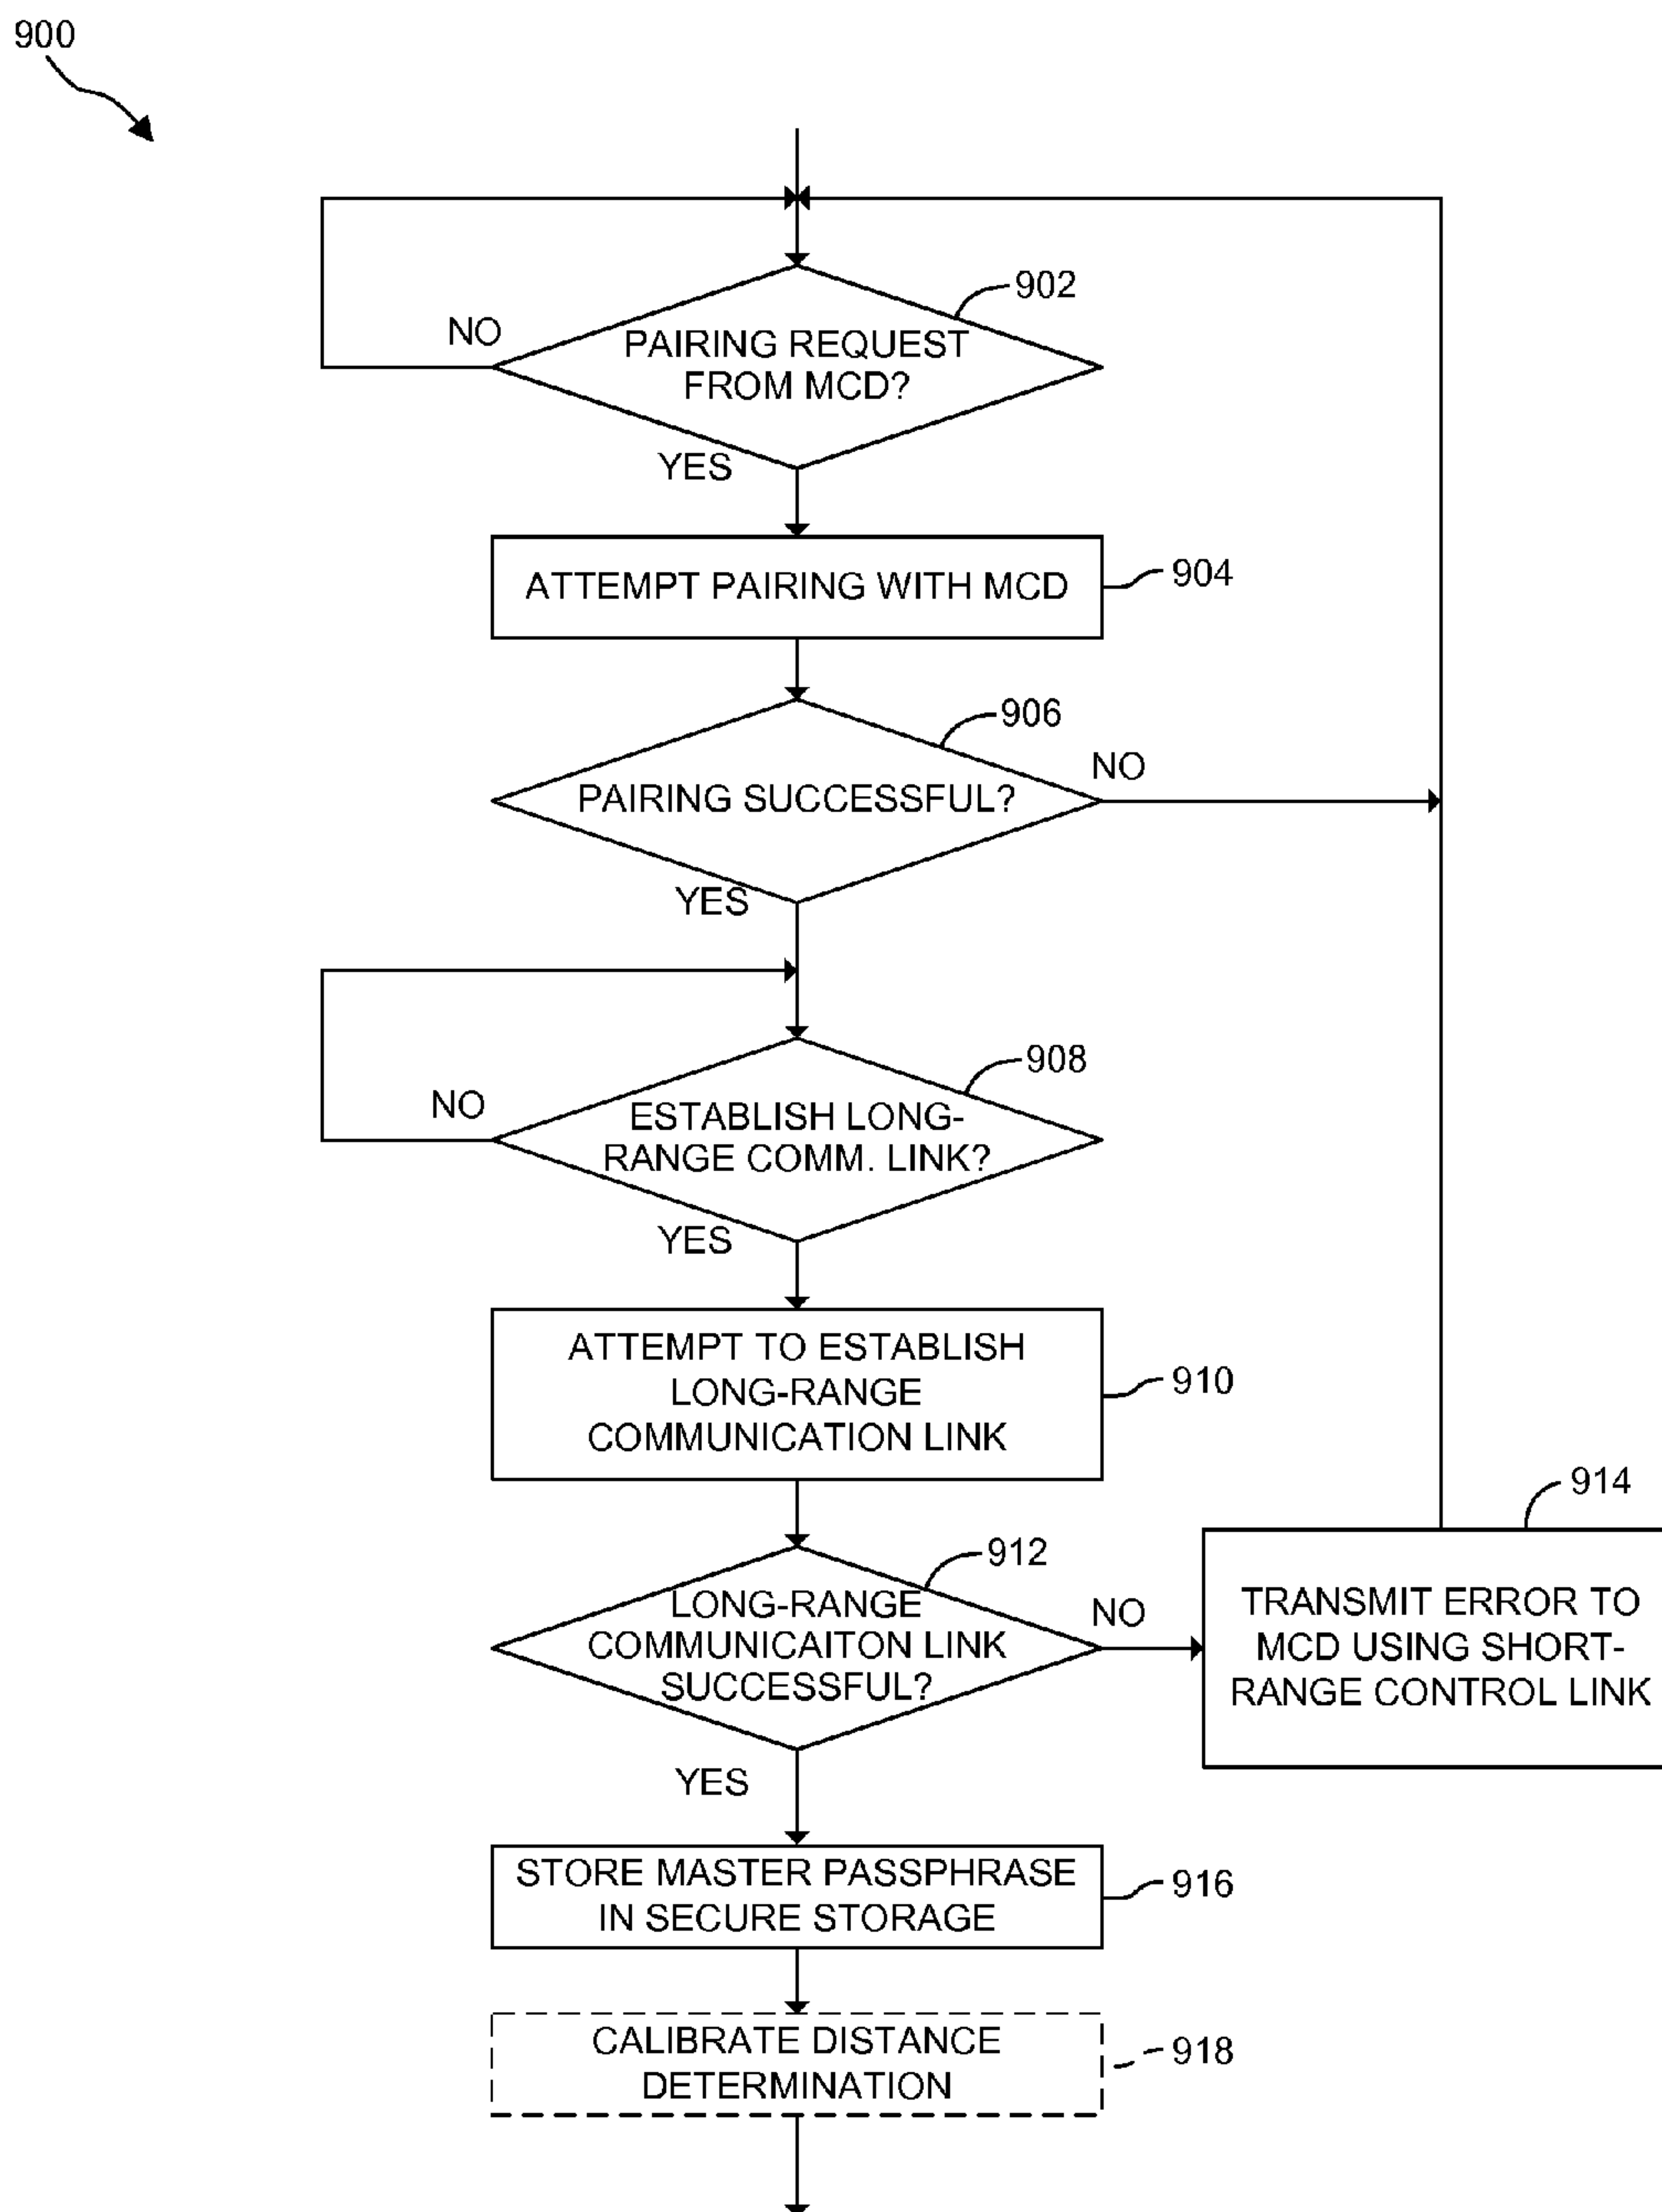 900
902
NO
PAIRING REQUEST
FROM MCD?
YES
ATTEMPT PAIRING WITH MCD
904
906
NO
PAIRING SUCCESSFUL?
YES
908
NO
ESTABLISH LONG-
RANGE COMM. LINK?
YES
ATTEMPT TO ESTABLISH
LONG-RANGE
COMMUNICATION LINK
910
912
LONG-RANGE
COMMUNICAITON LINK
SUCCESSFUL?
NO
914
TRANSMIT ERROR TO
MCD USING SHORT-
RANGE CONTROL LINK
YES
STORE MASTER PASSPHRASE
IN SECURE STORAGE
916
CALIBRATE DISTANCE
DETERMINATION
918